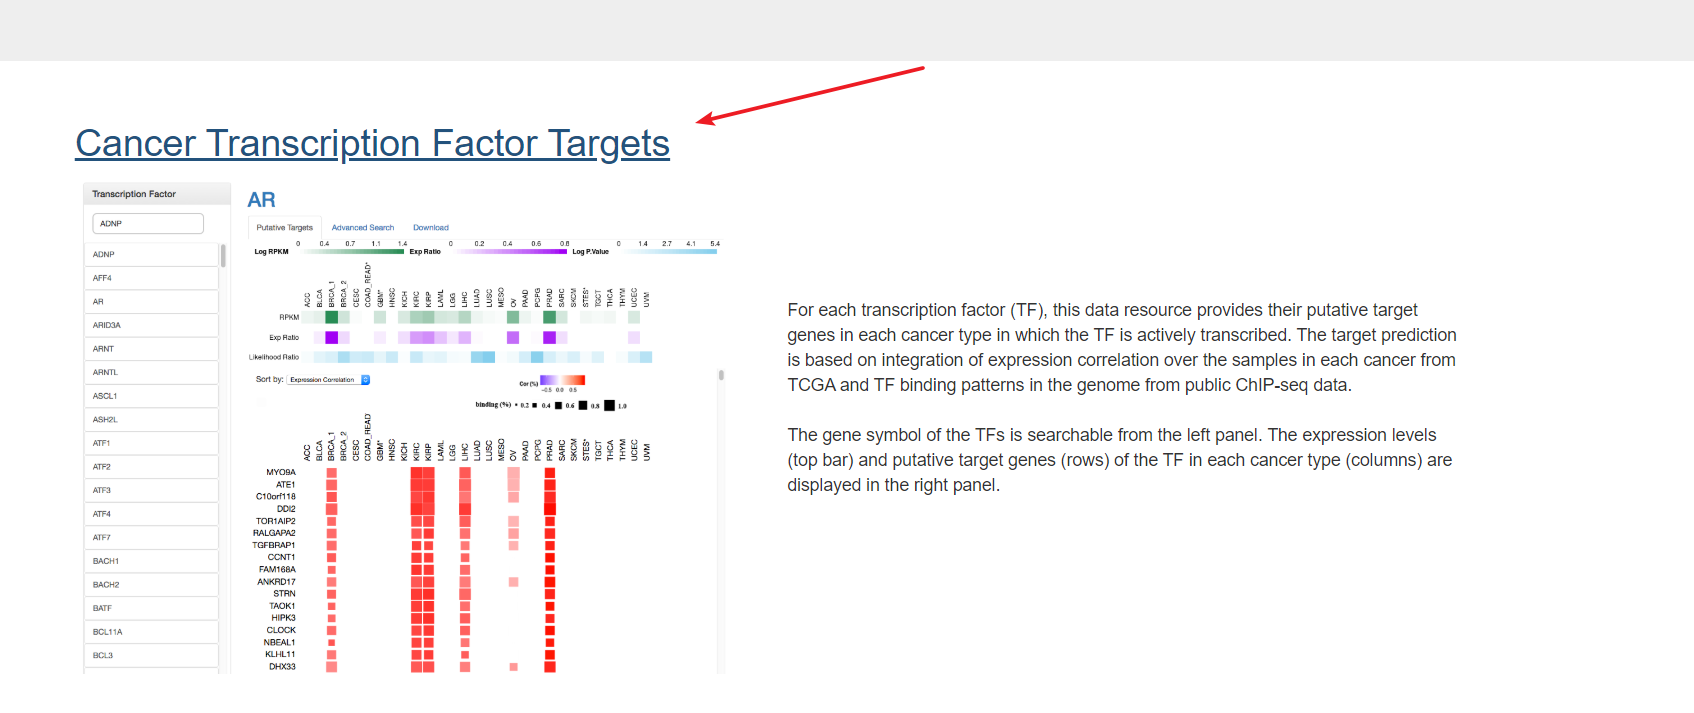 Cancer Transcription Factor Targets
Transcription Factor
ADNP
ADNP
AFF4
AR
ARID3A
ARNT
ARNTL
ASCL1
ASH2L
ATF1
ATF2
ATF3
ATF4
ATF7
BACH1
BACH2
BATF
BCL11A
BCL3
AR
Putative Targets Advanced Search Download
0 0.4 0.7 1.1 1.4 0 0.2 0.4 0.6 0.8 0 1.4 2.7 4.1 5.4
Log RPKM Exp Ratio Log P.Value
ACC BLCA BRCA_1 BRCA_2 CESC COAD_READ* GBM* HNSC KICH KIRC KIRP LAML LGG LIHC LUAD LUSC MESO OV PAAD PCPG PRAD SARC SKCM STES* TGCT THCA THYM UCEC UVM
RPKM
Exp Ratio
Likelihood Ratio
Sort by: Expression Correlation
Cor (%)
-0.5 0.0 0.5
binding (%) 0.2 0.4 0.6 0.8 1.0
ACC BLCA BRCA_1 BRCA_2 CESC COAD_READ GBM* HNSC KICH KIRC KIRP LAML LGG LIHC LUAD LUSC MESO OV PAAD PCPG PRAD SARC SKCM STES* TGCT THCA THYM UCEC UVM
MYO9A
ATE1
C10orf118
DDI2
TOR1AIP2
RALGAPA2
TGFBRAP1
CCNT1
FAM168A
ANKRD17
STRN
TAOK1
HIPK3
CLOCK
NBEAL1
KLHL11
DHX33
For each transcription factor (TF), this data resource provides their putative target
genes in each cancer type in which the TF is actively transcribed. The target prediction
is based on integration of expression correlation over the samples in each cancer from
TCGA and TF binding patterns in the genome from public ChIP-seq data.
The gene symbol of the TFs is searchable from the left panel. The expression levels
(top bar) and putative target genes (rows) of the TF in each cancer type (columns) are
displayed in the right panel.